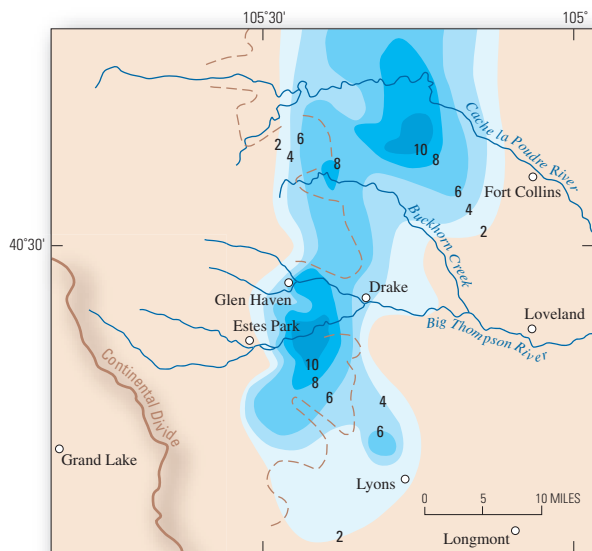 105°30'
105°
2
6
4
8
10
8
6
4
2
Cache la Poudre River
Fort Collins
Buckhorn Creek
40°30'
Glen Haven
Drake
Estes Park
Loveland
Big Thompson River
10
8
6
4
6
Continental Divide
Grand Lake
Lyons
0 5 10 MILES
2
Longmont